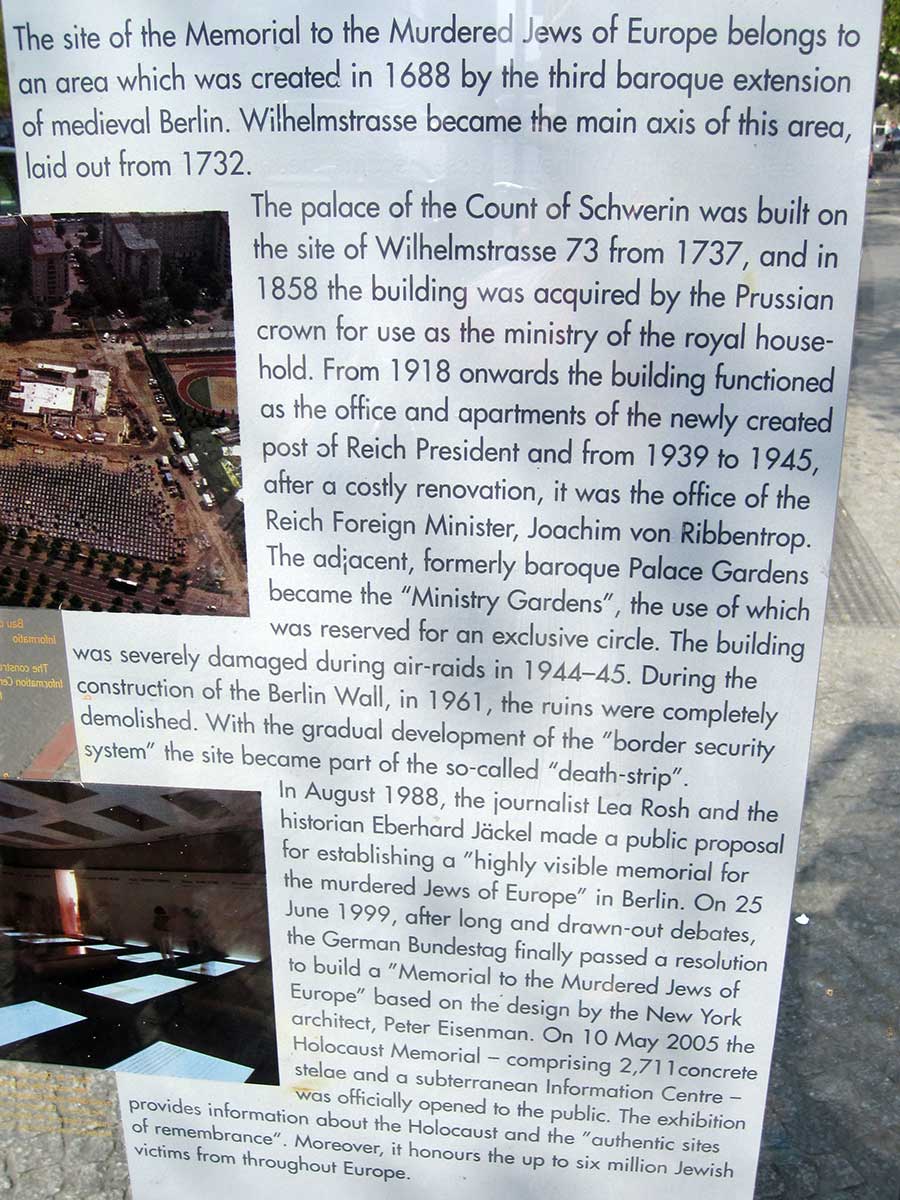 The site of the Memorial to the Murdered Jews of Europe belongs to
an area which was created in 1688 by the third baroque extension
of medieval Berlin. Wilhelmstrasse became the main axis of this area,
laid out from 1732.
The palace of the Count of Schwerin was built on
the site of Wilhelmstrasse 73 from 1737, and in
1858 the building was acquired by the Prussian
crown for use as the ministry of the royal house-
hold. From 1918 onwards the building functioned
as the office and apartments of the newly created
post of Reich President and from 1939 to 1945,
after a costly renovation, it was the office of the
Reich Foreign Minister, Joachim von Ribbentrop.
The adjacent, formerly baroque Palace Gardens
became the “Ministry Gardens”, the use of which
was reserved for an exclusive circle. The building
was severely damaged during air-raids in 1944–45. During the
construction of the Berlin Wall, in 1961, the ruins were completely
demolished. With the gradual development of the “border security
system” the site became part of the so-called “death-strip”.
In August 1988, the journalist Lea Rosh and the
historian Eberhard Jäckel made a public proposal
for establishing a “highly visible memorial for
the murdered Jews of Europe” in Berlin. On 25
June 1999, after long and drawn-out debates,
the German Bundestag finally passed a resolution
to build a “Memorial to the Murdered Jews of
Europe” based on the design by the New York
architect, Peter Eisenman. On 10 May 2005 the
Holocaust Memorial – comprising 2,711concrete
stelae and a subterranean Information Centre –
was officially opened to the public. The exhibition
provides information about the Holocaust and the “authentic sites
of remembrance”. Moreover, it honours the up to six million Jewish
victims from throughout Europe.
Bau
The